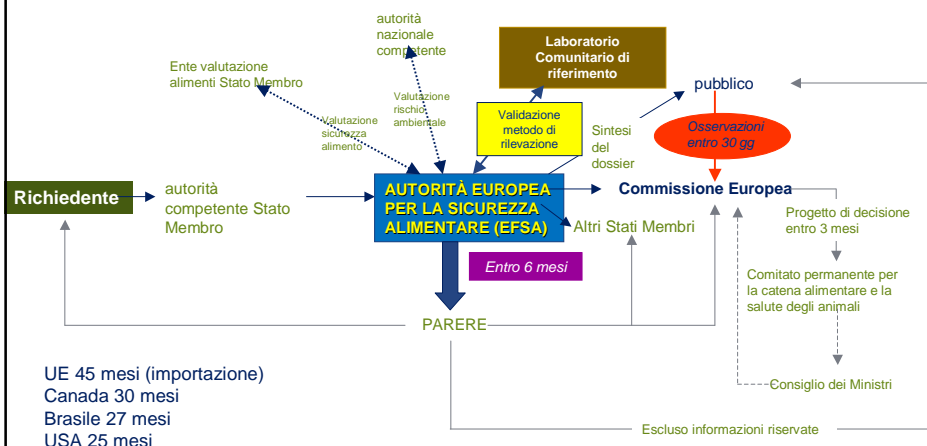 autorità
nazionale
competente
Laboratorio
Comunitario di
riferimento
Ente valutazione
alimenti Stato Membro
pubblico
Valutazione
sicurezza
alimento
Valutazione
rischio
ambientale
Validazione
metodo di
rilevazione
Sintesi
del
dossier
Osservazioni
entro 30 gg
Richiedente
autorità
competente Stato
Membro
AUTORITÀ EUROPEA
PER LA SICUREZZA
ALIMENTARE (EFSA)
Commissione Europea
Altri Stati Membri
Progetto di decisione
entro 3 mesi
Entro 6 mesi
Comitato permanente per
la catena alimentare e la
salute degli animali
PARERE
Consiglio dei Ministri
UE 45 mesi (importazione)
Canada 30 mesi
Brasile 27 mesi
USA 25 mesi
Escluso informazioni riservate